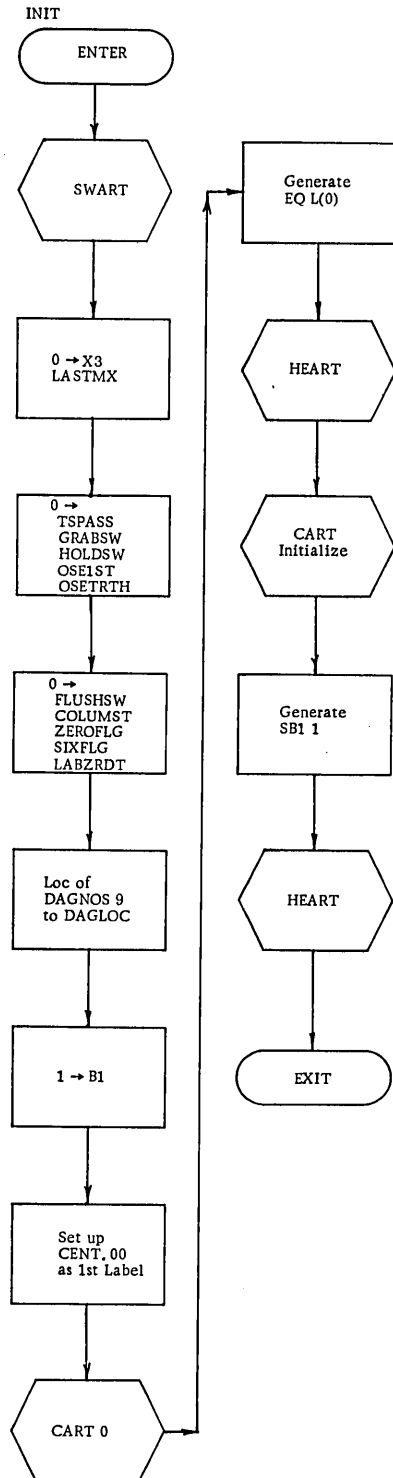 INIT
ENTER
SWART
0 → X3
LASTMX
0 →
TSPASS
GRABSW
HOLDSW
OSE1ST
OSETRTH
0 →
FLUSHSW
COLUMST
ZEROFLG
SIXFLG
LABZRDT
Loc of
DAGNOS 9
to DAGLOC
1 → B1
Set up
CENT. 00
as 1st Label
CART 0
Generate
EQ L(0)
HEART
CART
Initialize
Generate
SB1 1
HEART
EXIT